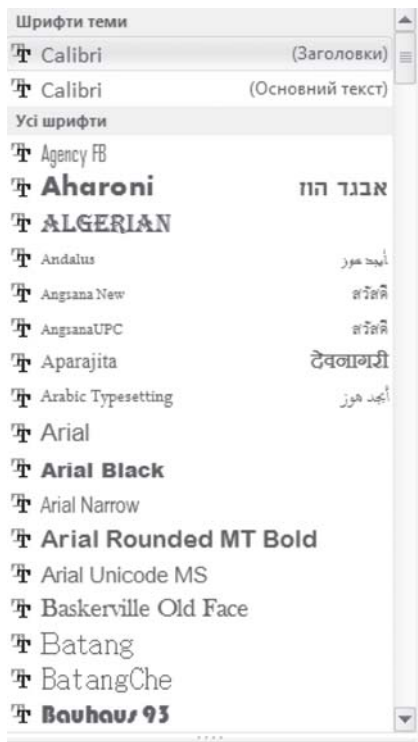 Шрифти теми
Calibri (Заголовки)
Calibri (Основний текст)
Усі шрифти
Agency FB
Aharoni אבגד הוז
ALGERIAN
Andalus أبجد هوز
Angsana New สวัสดี
AngsanaUPC สวัสดี
Aparajita देवनागरी
Arabic Typesetting أبجد هوز
Arial
Arial Black
Arial Narrow
Arial Rounded MT Bold
Arial Unicode MS
Baskerville Old Face
Batang
BatangChe
Bauhaus 93